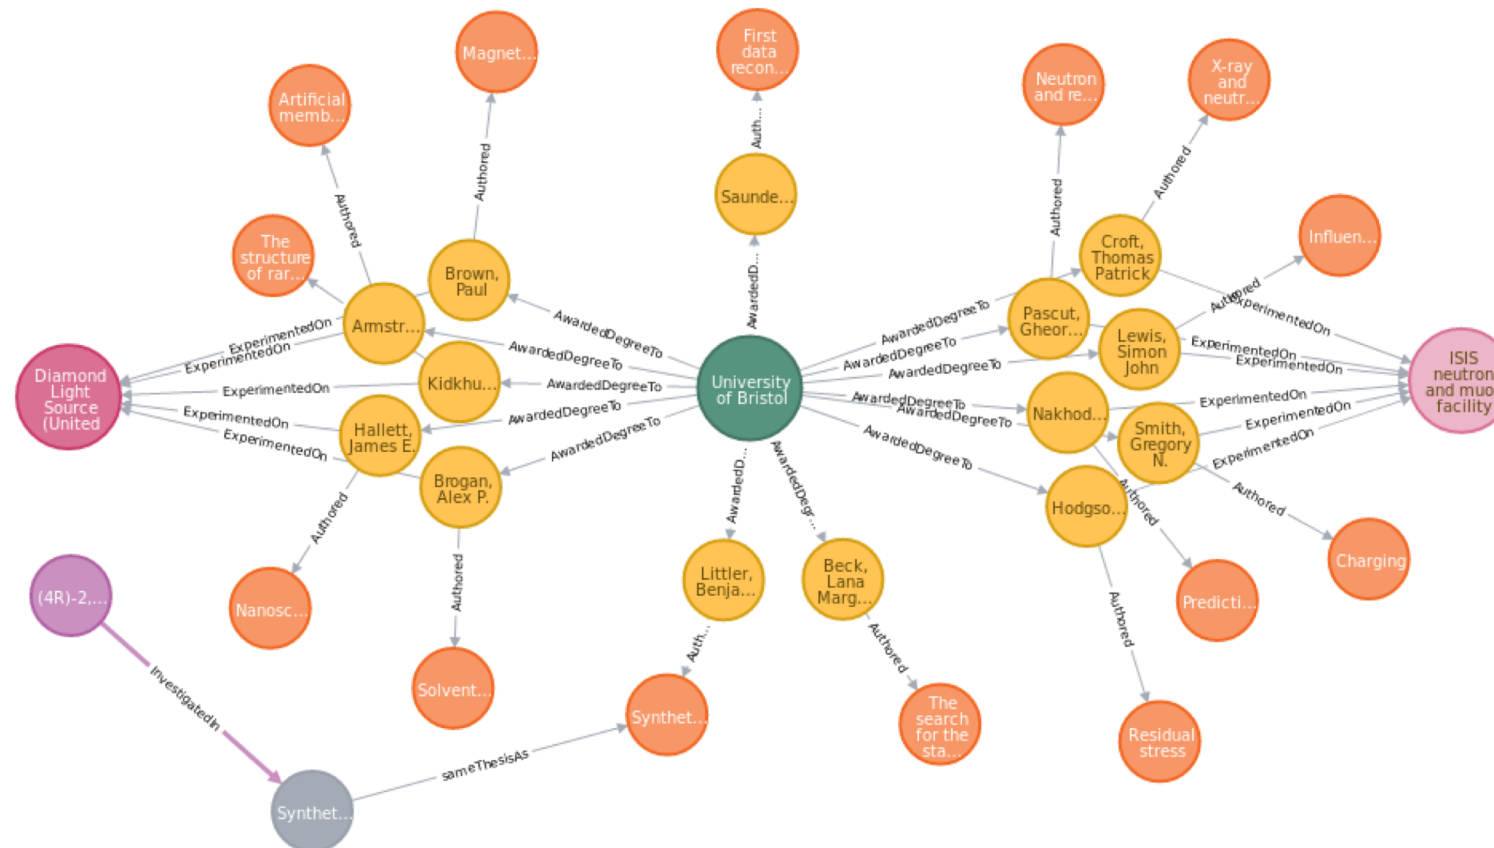 First
data
recon…
Magnet…
Neutron
and re…
X-ray
and
neutr…
Artificial
memb…
Auth…
Authored
Authored
Authored
Authored
Saunde…
The
structure
of rar…
Brown,
Paul
Croft,
Thomas
Patrick
Influen…
AwardedD…
Authored
ExperimentedOn
Armstr…
Pascut,
Gheor…
Lewis,
Simon
John
AwardedDegreeTo
AwardedDegreeTo
AwardedDegreeTo
AwardedDegreeTo
AwardedDegreeTo
ExperimentedOn
ExperimentedOn
ExperimentedOn
ExperimentedOn
Diamond
Light
Source
(United
ExperimentedOn
Kidkhu…
AwardedDegreeTo
University
of Bristol
ISIS
neutron
and muo
facility
AwardedDegreeTo
AwardedDegreeTo
AwardedDegreeTo
ExperimentedOn
ExperimentedOn
ExperimentedOn
ExperimentedOn
ExperimentedOn
Hallett,
James E.
AwardedDegreeTo
AwardedDegreeTo
Nakhod…
Smith,
Gregory
N.
Brogan,
Alex P.
AwardedD…
AwardedDegr…
Hodgso…
Authored
Authored
Authored
Authored
Charging
(4R)-2,…
Nanosc…
Littler,
Benja…
Beck,
Lana
Marg…
Predicti…
InvestigatedIn
Auth…
Authored
Authored
Solvent…
Synthet…
The
search
for the
sta…
Residual
stress
sameThesisAs
Synthet…